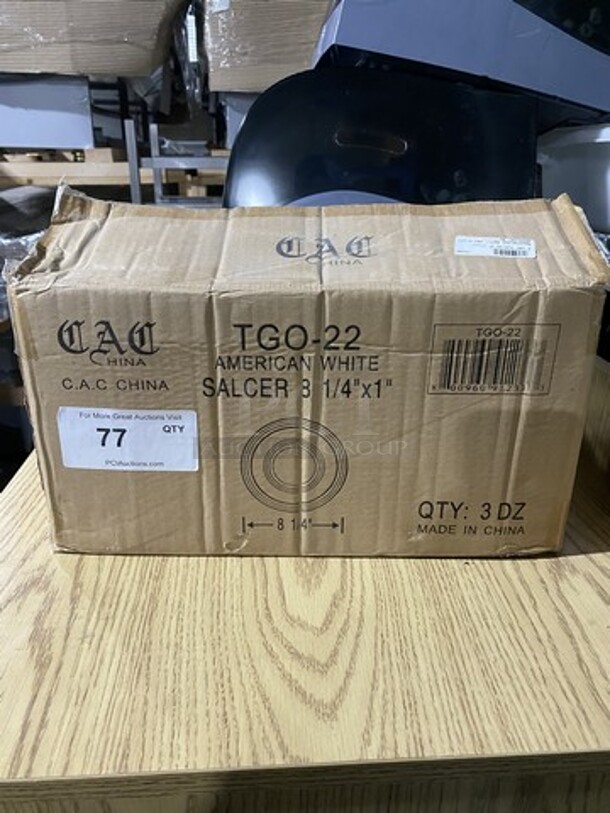 CAC
CHINA
CAC
CHINA
C.A.C CHINA
TGO-22
AMERICAN WHITE
SALCER 8 1/4"x1"
TGO-22
For More Great Auctions Visit
77 QTY
PCIAuctions.com
GROUP
8 1/4"
QTY: 3 DZ
MADE IN CHINA